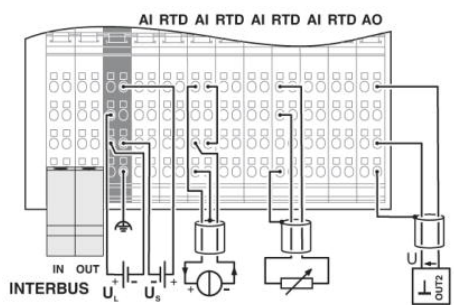 AI RTD AI RTD AI RTD AI RTD AO
IN OUT
INTERBUS
+ -
- +
UL US
+ -
U
OUT2